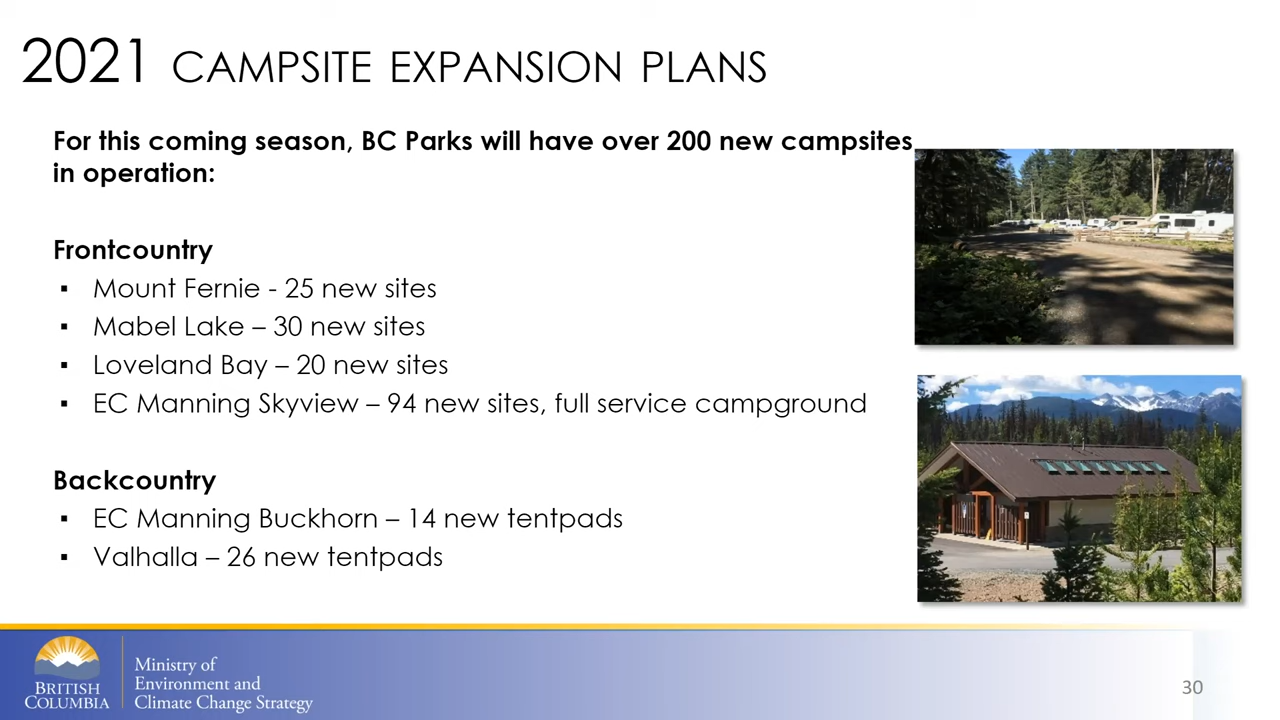 2021 CAMPSITE EXPANSION PLANS
For this coming season, BC Parks will have over 200 new campsites
in operation:
Frontcountry
▪ Mount Fernie - 25 new sites
▪ Mabel Lake – 30 new sites
▪ Loveland Bay – 20 new sites
▪ EC Manning Skyview – 94 new sites, full service campground
Backcountry
▪ EC Manning Buckhorn – 14 new tentpads
▪ Valhalla – 26 new tentpads
BRITISH
COLUMBIA
Ministry of
Environment and
Climate Change Strategy
30